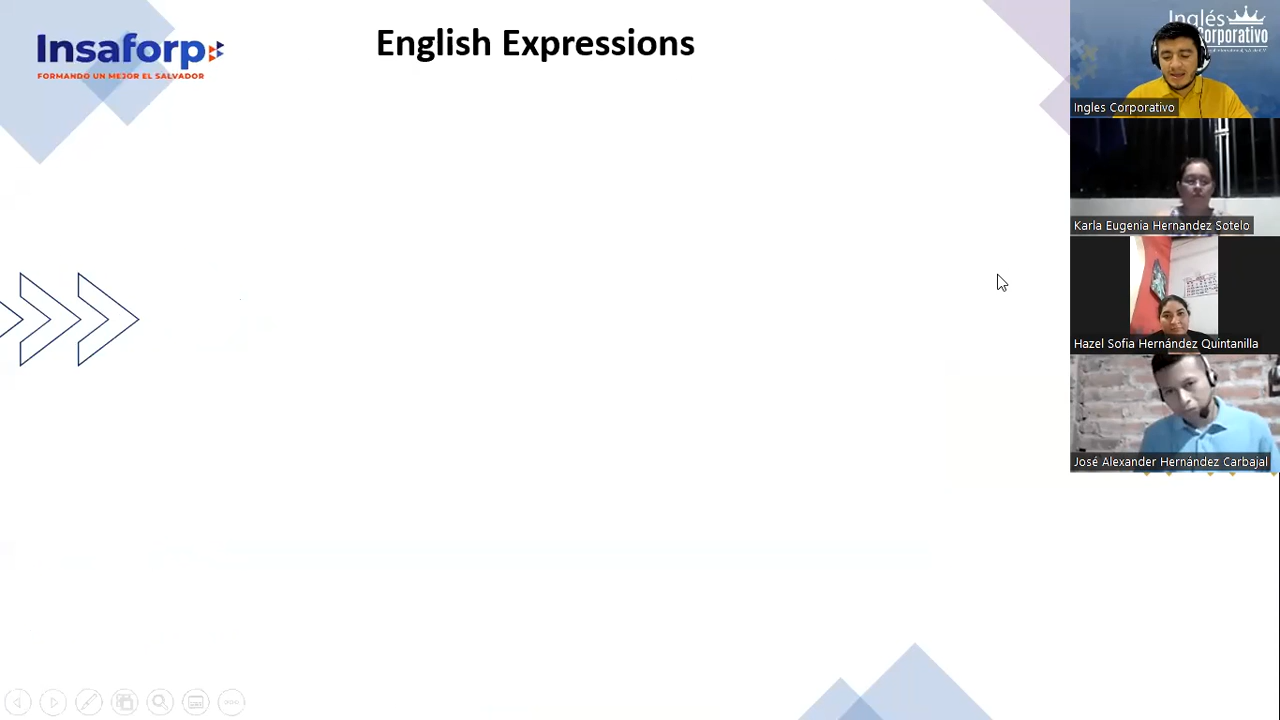 Insaforp
FORMANDO UN MEJOR EL SALVADOR
English Expressions
Inglés
Corporativo
Ingles Corporativo
Karla Eugenia Hernandez Sotelo
Hazel Sofia Hernández Quintanilla
José Alexander Hernández Carbajal